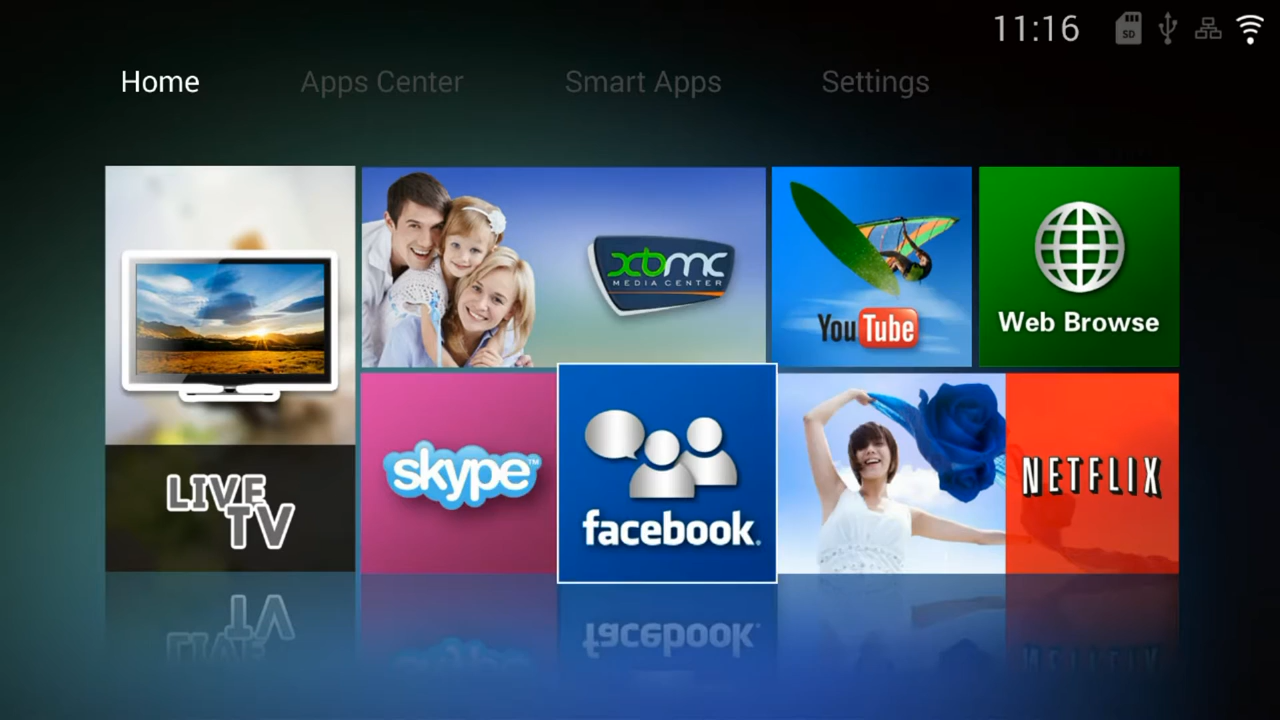 11:16
SD
Home Apps Center Smart Apps Settings
LIVE
TV
xbmc
MEDIA CENTER
YouTube
Web Browse
skype™
facebook.
NETFLIX